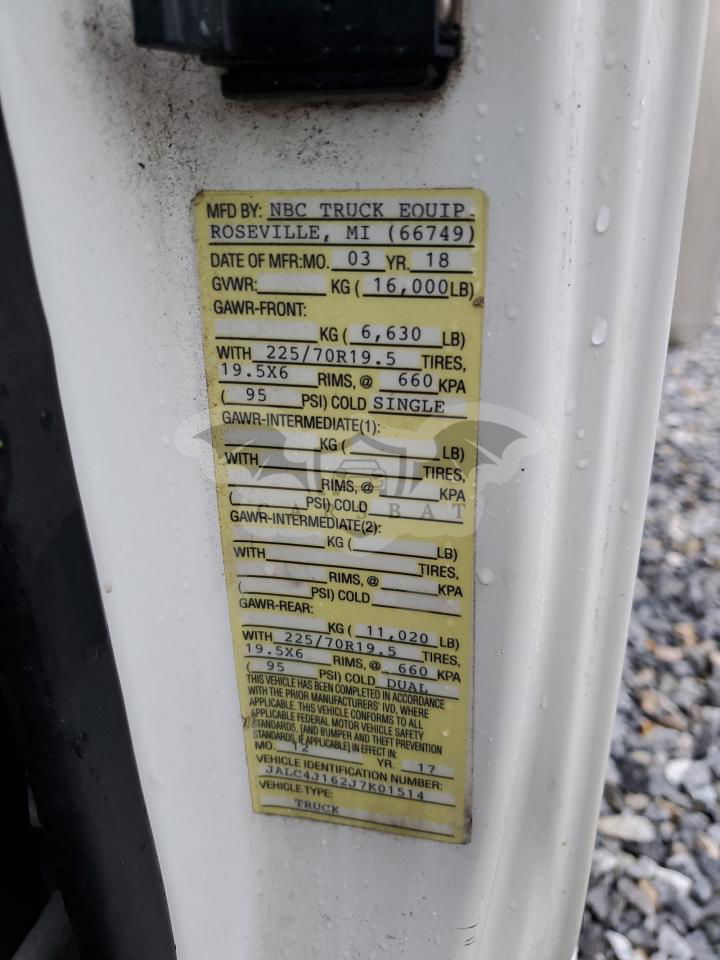 MFD BY: NBC TRUCK EQUIP.
ROSEVILLE, MI (66749)
DATE OF MFR:MO. 03 YR. 18
GVWR: KG ( 16,000 LB)
GAWR-FRONT:
KG ( 6,630 LB)
WITH 225/70R19.5 TIRES,
19.5X6 RIMS, @ 660 KPA
( 95 PSI) COLD SINGLE
GAWR-INTERMEDIATE(1):
KG ( LB)
WITH TIRES,
RIMS, @ KPA
( PSI) COLD
CARSBAT
GAWR-INTERMEDIATE(2):
KG ( LB)
WITH TIRES,
RIMS, @ KPA
( PSI) COLD
GAWR-REAR:
KG ( 11,020 LB)
WITH 225/70R19.5 TIRES,
19.5X6 RIMS, @ 660 KPA
( 95 PSI) COLD DUAL
THIS VEHICLE HAS BEEN COMPLETED IN ACCORDANCE
WITH THE PRIOR MANUFACTURERS' IVD, WHERE
APPLICABLE. THIS VEHICLE CONFORMS TO ALL
APPLICABLE FEDERAL MOTOR VEHICLE SAFETY
STANDARDS, [AND BUMPER AND THEFT PREVENTION
STANDARDS, IF APPLICABLE] IN EFFECT IN:
MO. 12 YR. 17
VEHICLE IDENTIFICATION NUMBER:
JALC4J162J7K01514
VEHICLE TYPE:
TRUCK